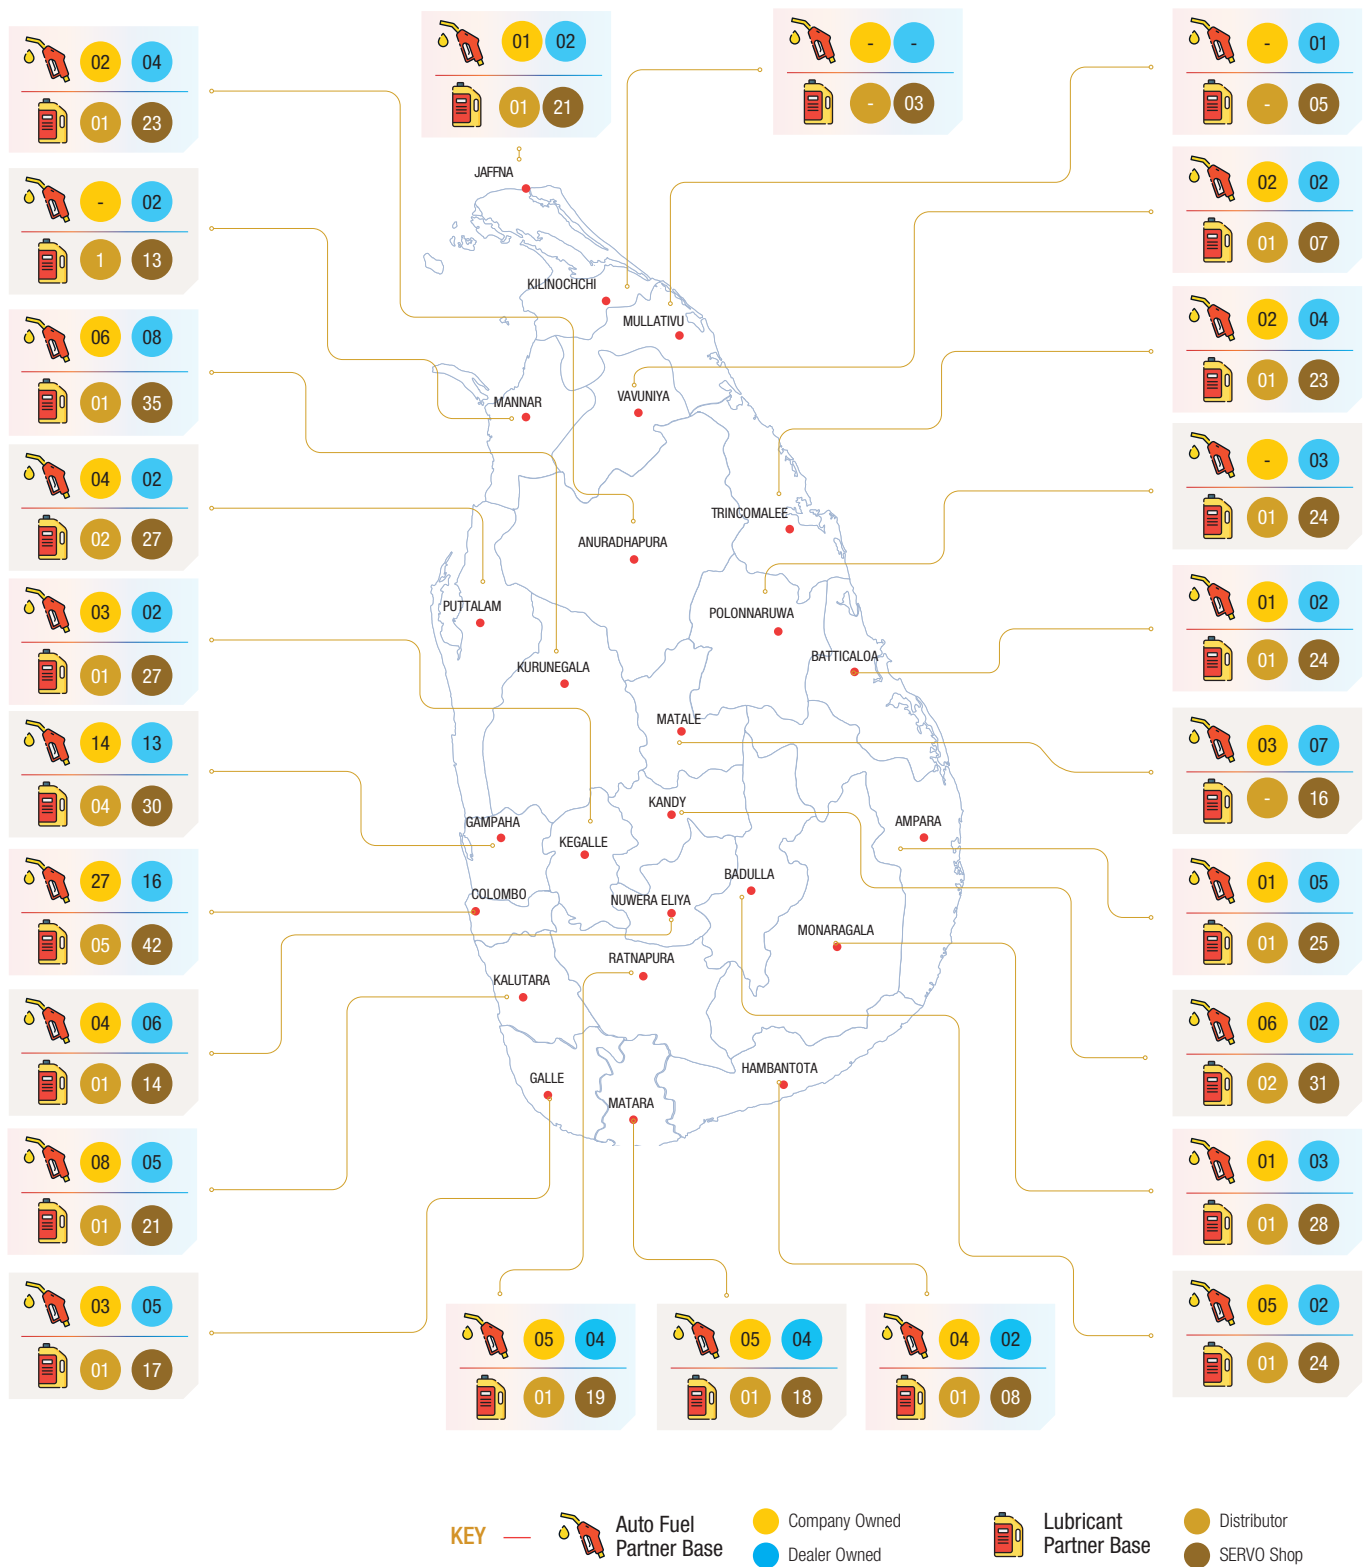 02 04
01 23
- 02
1 13
06 08
01 35
04 02
02 27
03 02
01 27
14 13
04 30
27 16
05 42
04 06
01 14
08 05
01 21
03 05
01 17
01 02
01 21
- -
- 03
- 01
- 05
02 02
01 07
02 04
01 23
- 03
01 24
01 02
01 24
03 07
- 16
01 05
01 25
06 02
02 31
01 03
01 28
05 02
01 24
JAFFNA
KILINOCHCHI
MULLATIVU
MANNAR
VAVUNIYA
TRINCOMALEE
ANURADHAPURA
PUTTALAM
POLONNARUWA
BATTICALOA
KURUNEGALA
MATALE
KANDY
GAMPAHA
AMPARA
KEGALLE
BADULLA
COLOMBO
NUWERA ELIYA
MONARAGALA
RATNAPURA
KALUTARA
HAMBANTOTA
GALLE
MATARA
05 04
01 19
05 04
01 18
04 02
01 08
KEY
Auto Fuel
Partner Base
Company Owned
Dealer Owned
Lubricant
Partner Base
Distributor
SERVO Shop